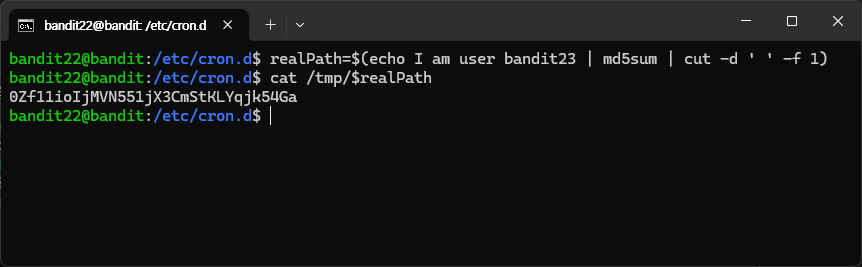 bandit22@bandit: /etc/cron.d
bandit22@bandit:/etc/cron.d$ realPath=$(echo I am user bandit23 | md5sum | cut -d ' ' -f 1)
bandit22@bandit:/etc/cron.d$ cat /tmp/$realPath
0Zf11ioIjMVN551jX3CmStKLYqjk54Ga
bandit22@bandit:/etc/cron.d$